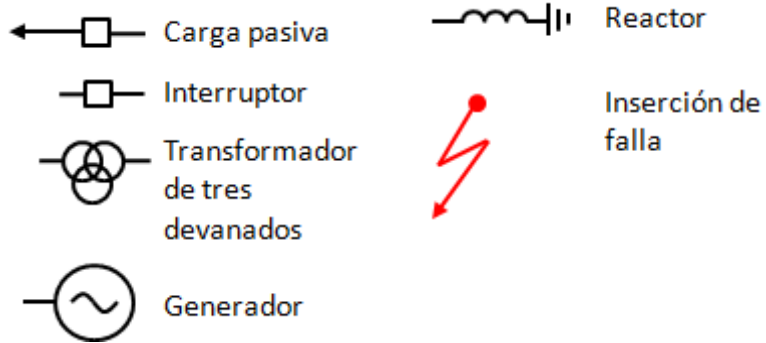 Carga pasiva
Interruptor
Transformador
de tres
devanados
Generador
Reactor
Inserción de
falla